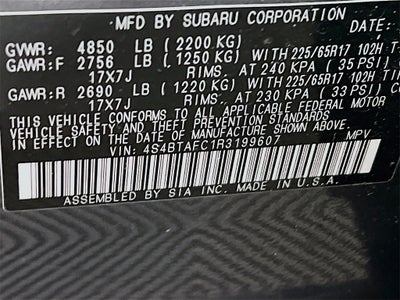 MFD BY SUBARU CORPORATION DATE:
GVWR: 4850 LB (2200 KG)
GAWR:F 2756 LB (1250 KG) WITH 225/65R17 102H
17X7J RIMS, AT 240 KPA (35 PSI) COLD
GAWR:R 2690 LB (1220 KG) WITH 225/65R17 102H TI
17X7J RIMS, AT 230 KPA (33 PSI) CO
THIS VEHICLE CONFORMS TO ALL APPLICABLE FEDERAL MOTOR
VEHICLE SAFETY AND THEFT PREVENTION STANDARDS
IN EFFECT ON THE DATE OF MANUFACTURE SHOWN ABOVE.
VIN: 4S4BTAFC1R3199607 MPV
ASSEMBLED BY SIA INC. MADE IN U.S.A.